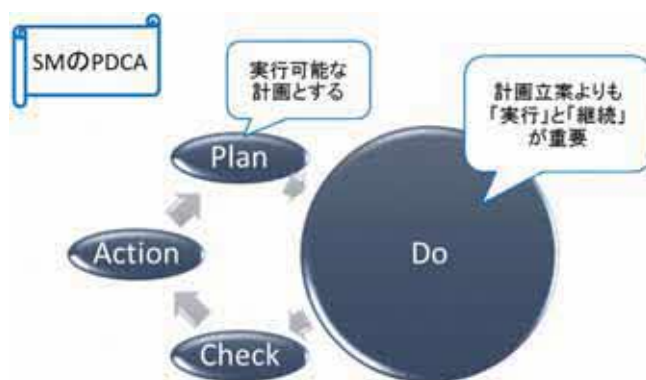 SMのPDCA
実行可能な
計画とする
計画立案よりも
「実行」と「継続」
が重要
Plan
Do
Check
Action